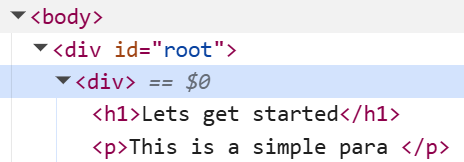 <body>
<div id="root">
<div> == $0
<h1>Lets get started</h1>
<p>This is a simple para </p>